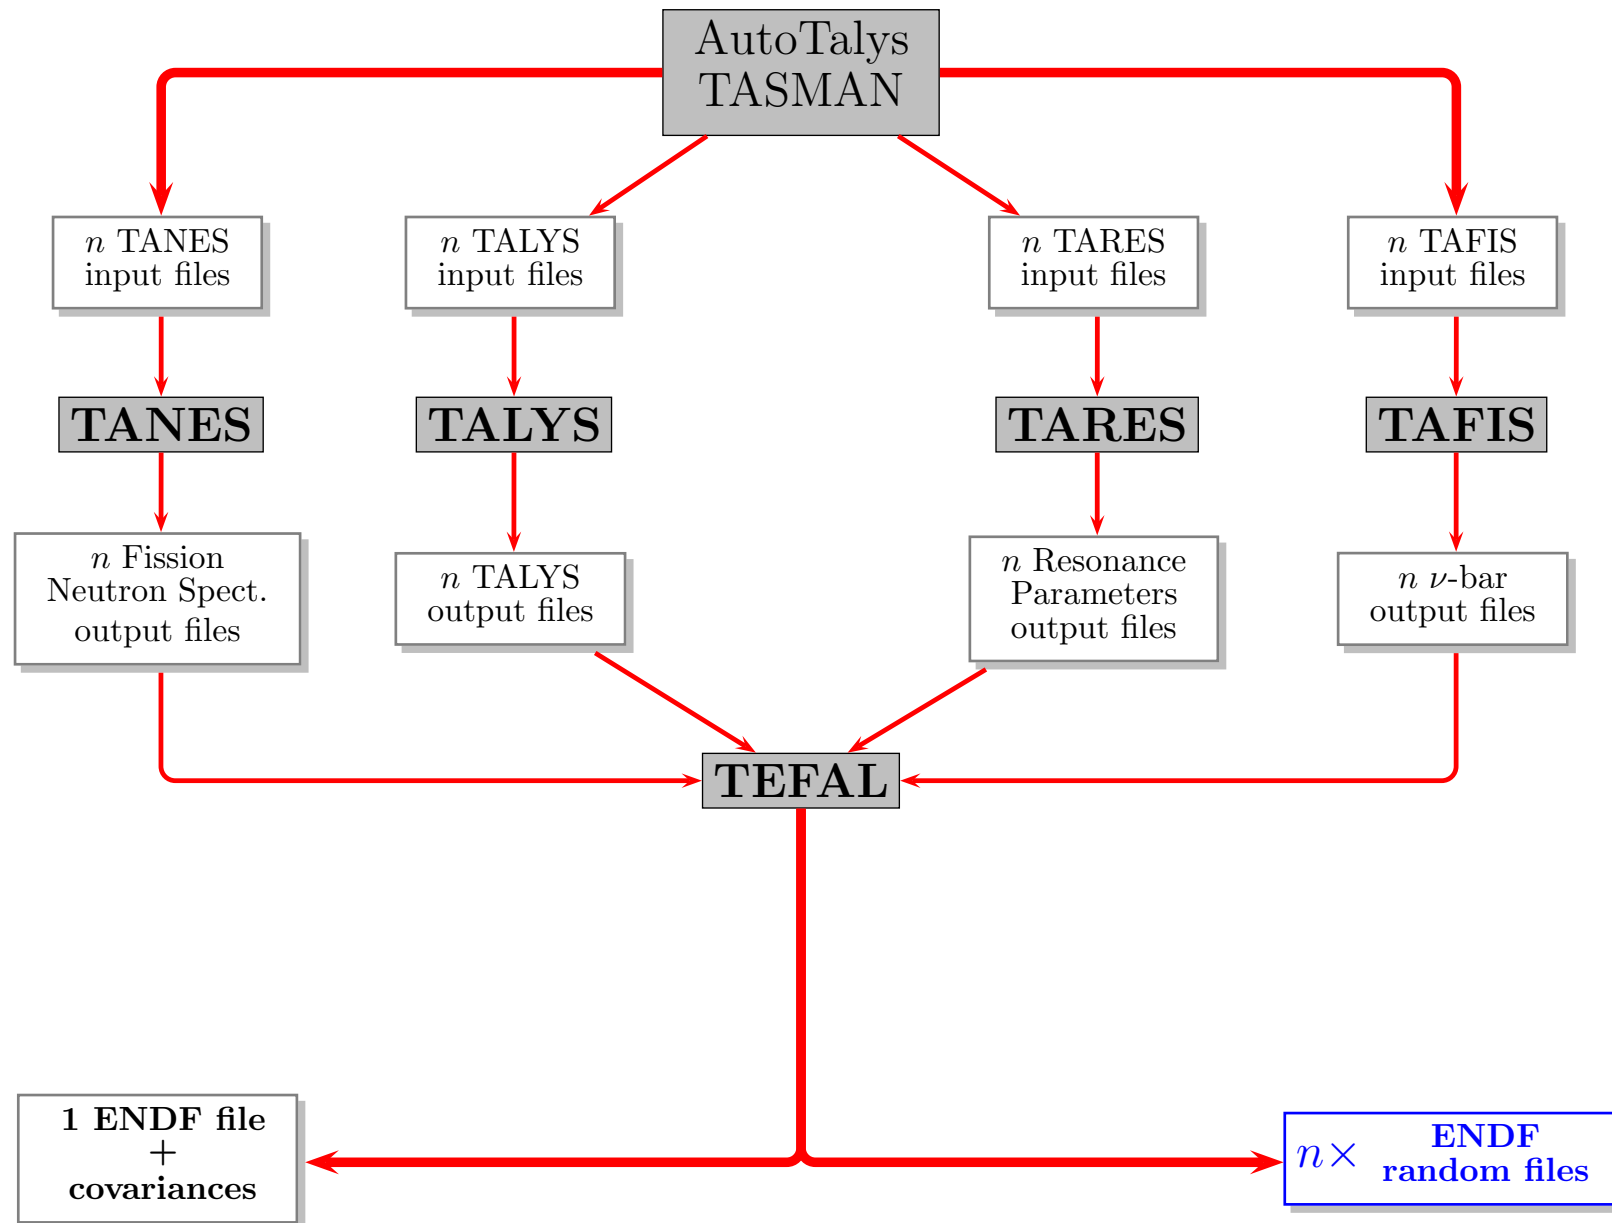 AutoTalys
TASMAN
n TANES
input files
n TALYS
input files
n TARES
input files
n TAFIS
input files
TANES
TALYS
TARES
TAFIS
n Fission
Neutron Spect.
output files
n TALYS
output files
n Resonance
Parameters
output files
n ν-bar
output files
TEFAL
1 ENDF file
+
covariances
n× ENDF
random files